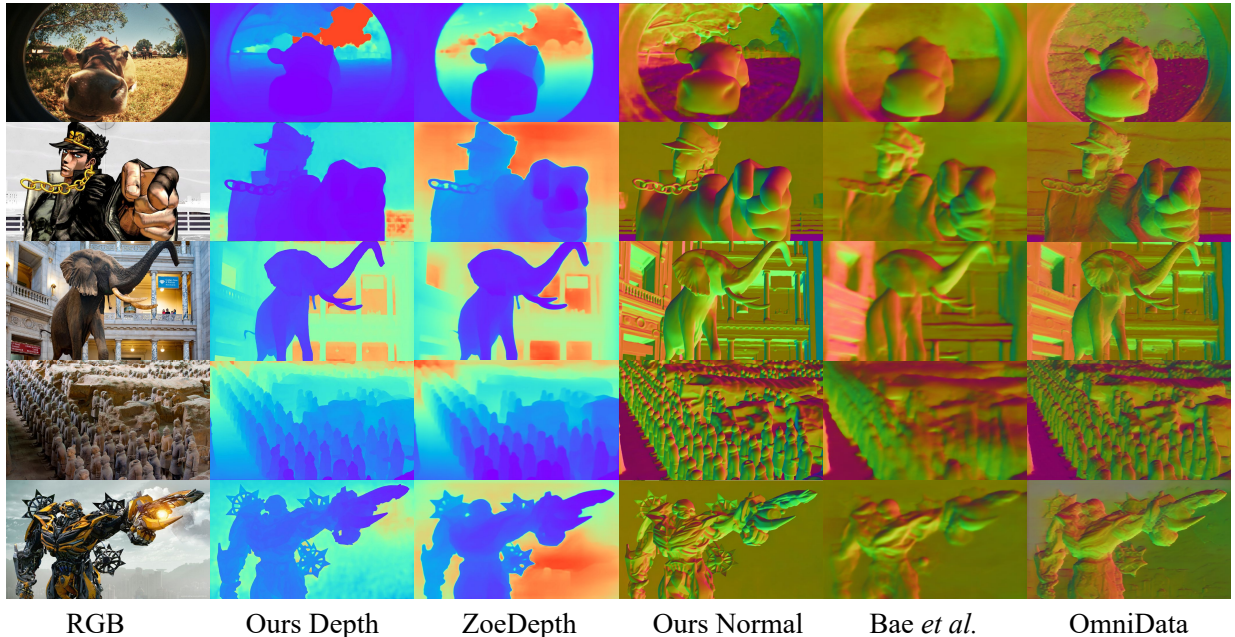 RGB
Ours Depth
ZoeDepth
Ours Normal
Bae et al.
OmniData